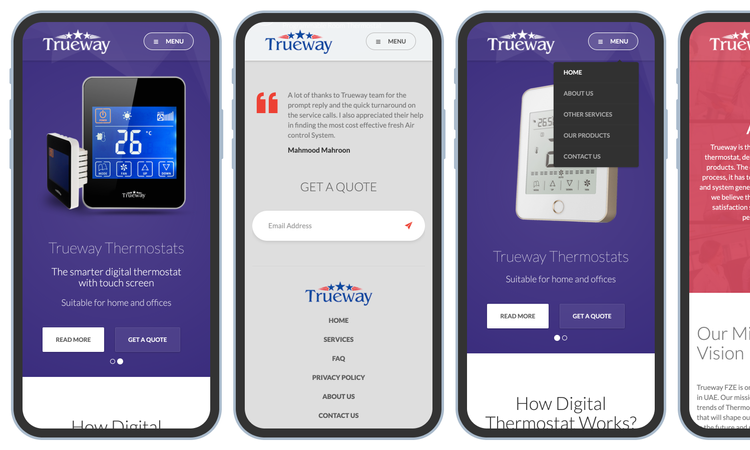 Trueway
MENU
26
°C
Trueway
Trueway Thermostats
The smarter digital thermostat
with touch screen
Suitable for home and offices
READ MORE
GET A QUOTE
How Digital
Trueway
MENU
A lot of thanks to Trueway team for the
prompt reply and the quick turnaround on
the service calls. I also appreciated their help
in finding the most cost effective fresh Air
control System.
Mahmood Mahroon
GET A QUOTE
Email Address
Trueway
HOME
SERVICES
FAQ
PRIVACY POLICY
ABOUT US
CONTACT US
Trueway
MENU
HOME
ABOUT US
OTHER SERVICES
OUR PRODUCTS
CONTACT US
Trueway Thermostats
Suitable for home and offices
READ MORE
GET A QUOTE
How Digital
Thermostat Works?
Truew
Trueway is th
thermostat, de
products. The
process, it has t
and system gene
we believe th
satisfaction
pe
Our Mi
Vision
Trueway FZE is o
in UAE. Our missi
trends of Thermo
that will shape ou
the future and